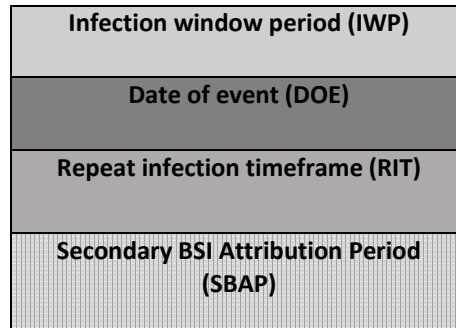 Infection window period (IWP)
Date of event (DOE)
Repeat infection timeframe (RIT)
Secondary BSI Attribution Period
(SBAP)